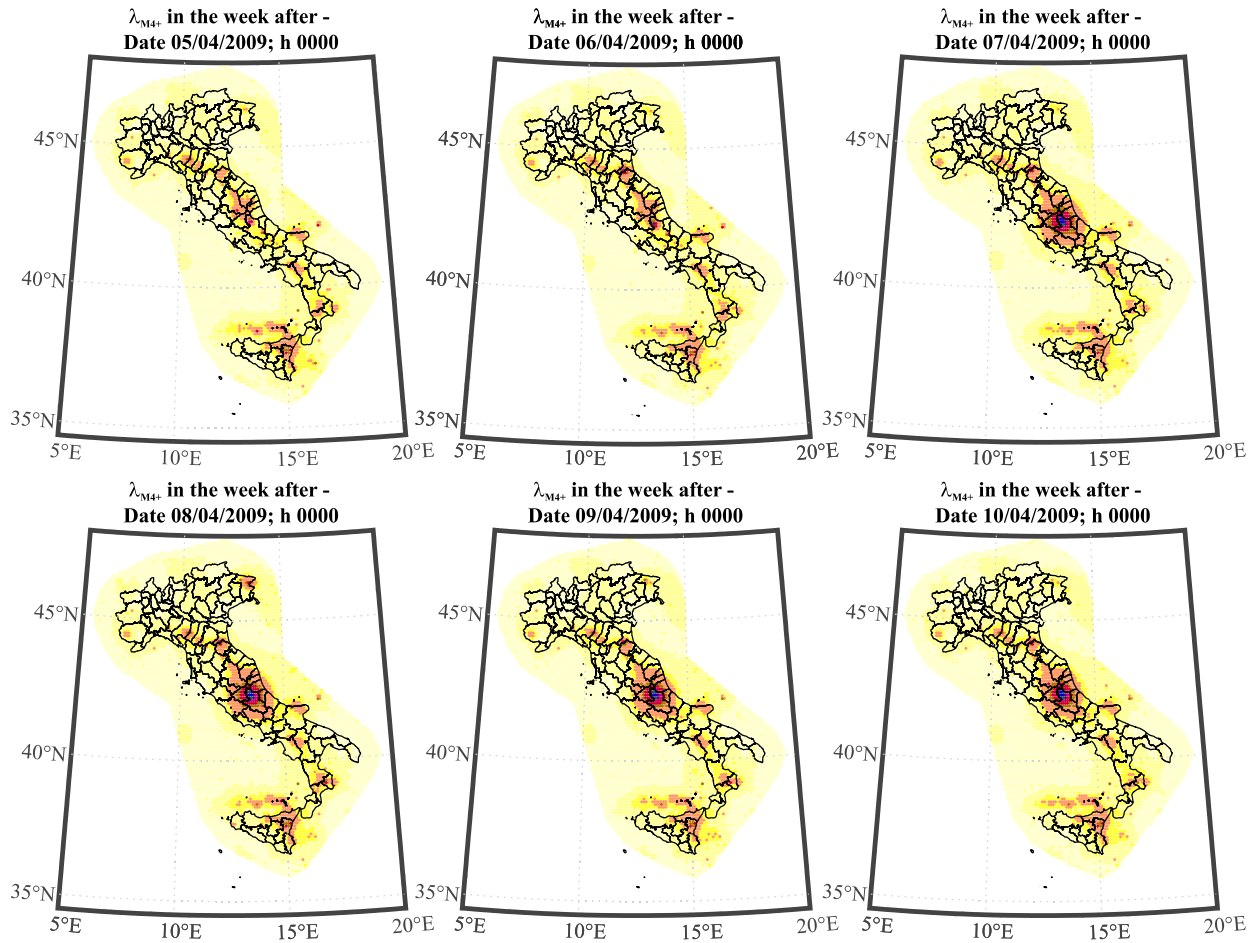 λM4+ in the week after -
Date 05/04/2009; h 0000
λM4+ in the week after -
Date 06/04/2009; h 0000
λM4+ in the week after -
Date 07/04/2009; h 0000
45°N
40°N
35°N
5°E
10°E
15°E
20°E
45°N
40°N
35°N
5°E
10°E
15°E
20°E
45°N
40°N
35°N
5°E
10°E
15°E
20°E
λM4+ in the week after -
Date 08/04/2009; h 0000
λM4+ in the week after -
Date 09/04/2009; h 0000
λM4+ in the week after -
Date 10/04/2009; h 0000
45°N
40°N
35°N
5°E
10°E
15°E
20°E
45°N
40°N
35°N
5°E
10°E
15°E
20°E
45°N
40°N
35°N
5°E
10°E
15°E
20°E